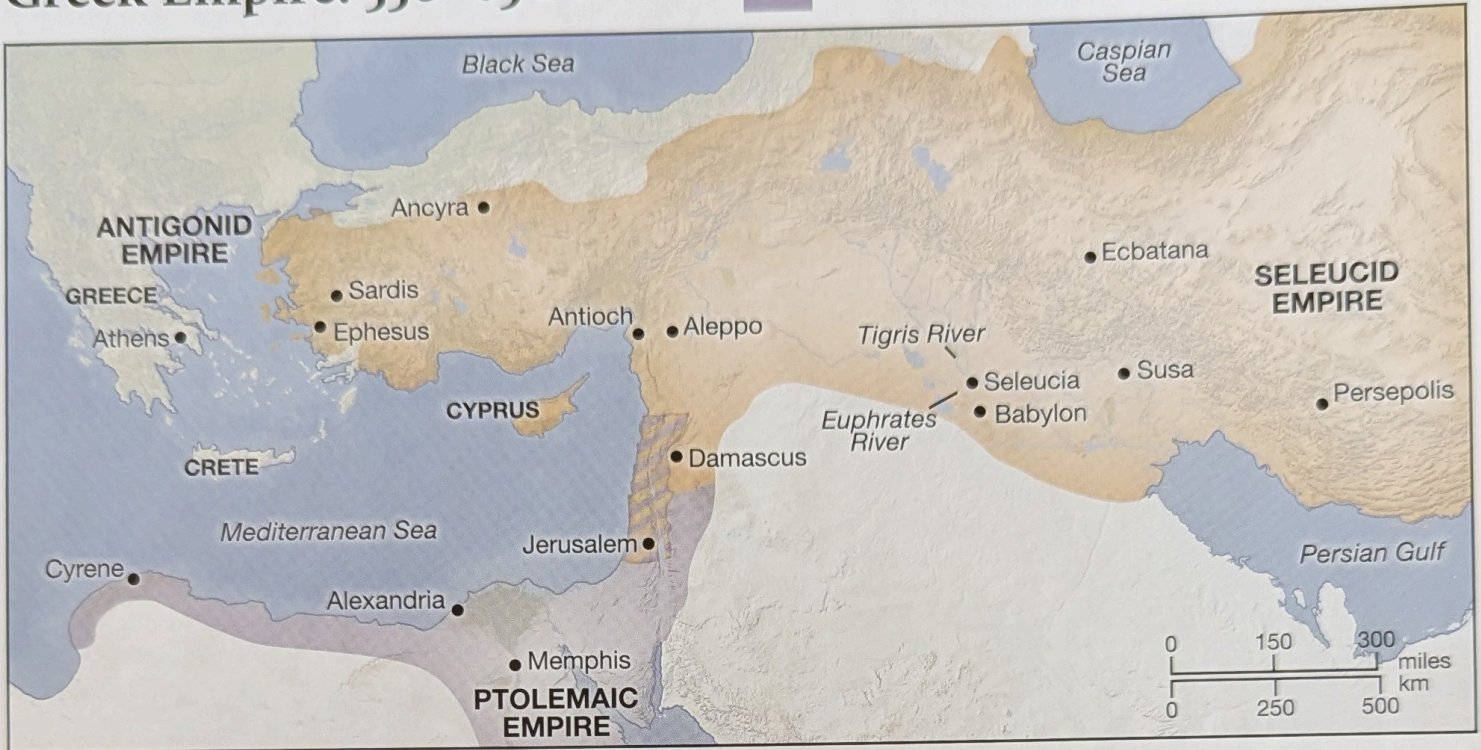 Greek Empire:
Black Sea
Caspian
Sea
Ancyra
ANTIGONID
EMPIRE
Ecbatana
SELEUCID
EMPIRE
GREECE
Sardis
Athens
Ephesus
Antioch
Aleppo
Tigris River
Seleucia
Susa
Persepolis
CYPRUS
Euphrates
River
Babylon
CRETE
Damascus
Mediterranean Sea
Jerusalem
Persian Gulf
Cyrene
Alexandria
Memphis
PTOLEMAIC
EMPIRE
0 150 300
miles
km
0 250 500